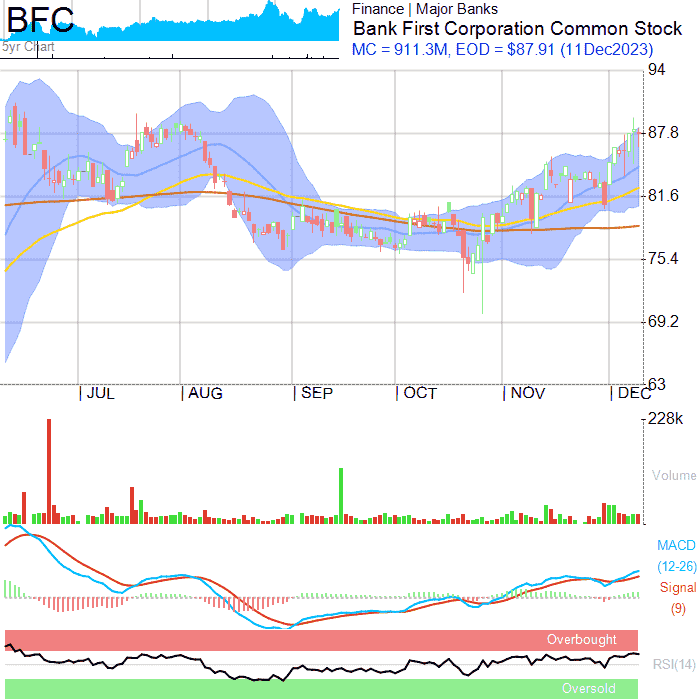 BFC
5yr Chart
Finance | Major Banks
Bank First Corporation Common Stock
MC = 911.3M, EOD = $87.91 (11Dec2023)
94
87.8
81.6
75.4
69.2
63
| JUL
| AUG
| SEP
| OCT
| NOV
| DEC
228k
Volume
MACD
(12-26)
Signal
(9)
Overbought
RSI(14)
Oversold